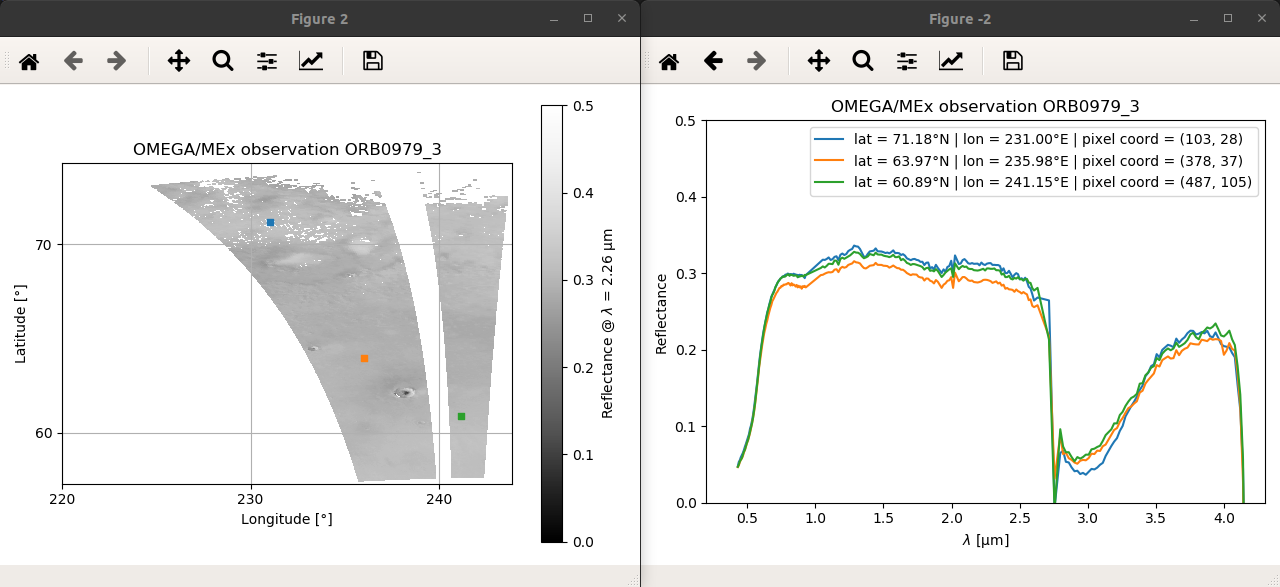 Figure 2
OMEGA/MEx observation ORB0979_3
70
60
220
230
240
Longitude [°]
Latitude [°]
0.5
0.4
0.3
0.2
0.1
0.0
Reflectance @ λ = 2.26 µm
Figure -2
OMEGA/MEx observation ORB0979_3
lat = 71.18°N | lon = 231.00°E | pixel coord = (103, 28)
lat = 63.97°N | lon = 235.98°E | pixel coord = (378, 37)
lat = 60.89°N | lon = 241.15°E | pixel coord = (487, 105)
0.5
0.4
0.3
0.2
0.1
0.0
Reflectance
0.5
1.0
1.5
2.0
2.5
3.0
3.5
4.0
λ [µm]